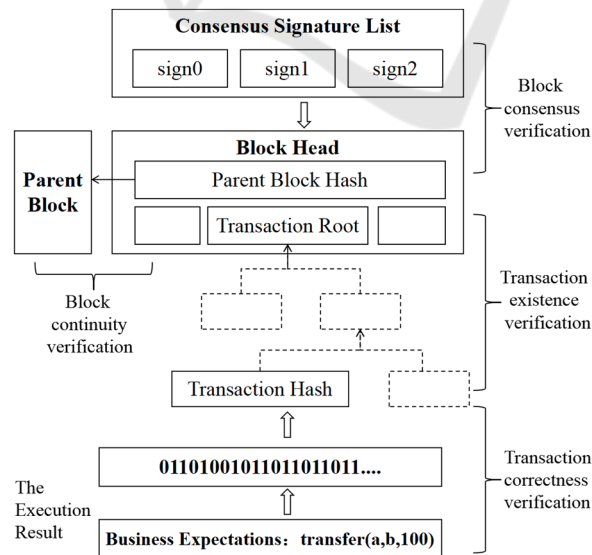 Consensus Signature List
sign0 sign1 sign2
Block
consensus
verification
Block Head
Parent
Block
Parent Block Hash
Transaction Root
Block
continuity
verification
Transaction
existence
verification
Transaction Hash
01101001011011011011....
The
Execution
Result
Transaction
correctness
verification
Business Expectations：transfer(a,b,100)